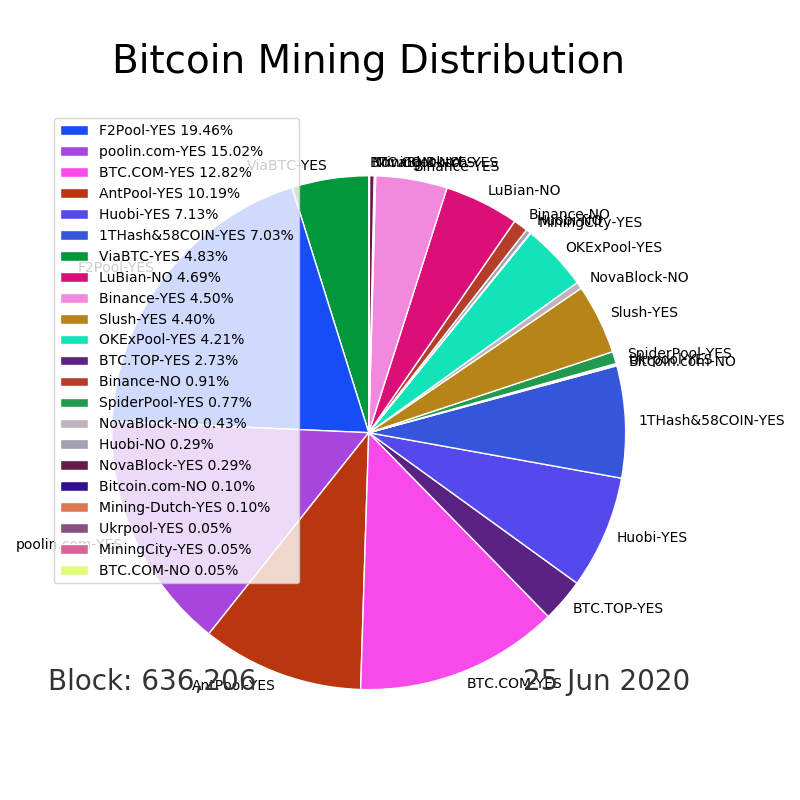 Bitcoin Mining Distribution
F2Pool-YES 19.46%
poolin.com-YES 15.02%
BTC.COM-YES 12.82%
AntPool-YES 10.19%
Huobi-YES 7.13%
1THash&58COIN-YES 7.03%
ViaBTC-YES 4.83%
LuBian-NO 4.69%
Binance-YES 4.50%
Slush-YES 4.40%
OKExPool-YES 4.21%
BTC.TOP-YES 2.73%
Binance-NO 0.91%
SpiderPool-YES 0.77%
NovaBlock-NO 0.43%
Huobi-NO 0.29%
NovaBlock-YES 0.29%
Bitcoin.com-NO 0.10%
Mining-Dutch-YES 0.10%
Ukrpool-YES 0.05%
MiningCity-YES 0.05%
BTC.COM-NO 0.05%
ViaBTC-YES
F2Pool-YES
poolin.com-YES
AntPool-YES
BTC.COM-YES
BTC.TOP-YES
Huobi-YES
1THash&58COIN-YES
Bitcoin.com-NO
Ukrpool-YES
SpiderPool-YES
Slush-YES
NovaBlock-NO
OKExPool-YES
MiningCity-YES
Huobi-NO
Binance-NO
LuBian-NO
Binance-YES
Block: 636,206
25 Jun 2020